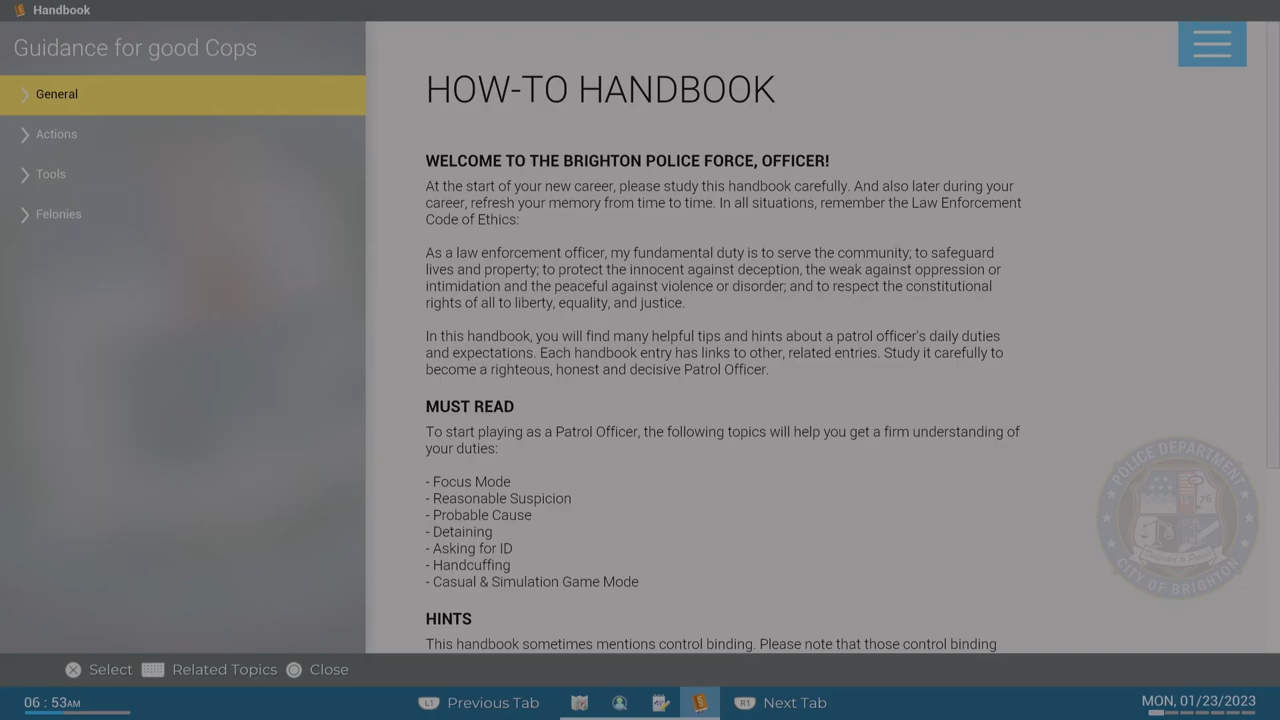 Handbook
Guidance for good Cops
General
Actions
Tools
Felonies
HOW-TO HANDBOOK
WELCOME TO THE BRIGHTON POLICE FORCE, OFFICER!
At the start of your new career, please study this handbook carefully. And also later during your
career, refresh your memory from time to time. In all situations, remember the Law Enforcement
Code of Ethics:
As a law enforcement officer, my fundamental duty is to serve the community; to safeguard
lives and property; to protect the innocent against deception, the weak against oppression or
intimidation and the peaceful against violence or disorder; and to respect the constitutional
rights of all to liberty, equality, and justice.
In this handbook, you will find many helpful tips and hints about a patrol officer's daily duties
and expectations. Each handbook entry has links to other, related entries. Study it carefully to
become a righteous, honest and decisive Patrol Officer.
MUST READ
To start playing as a Patrol Officer, the following topics will help you get a firm understanding of
your duties:
- Focus Mode
- Reasonable Suspicion
- Probable Cause
- Detaining
- Asking for ID
- Handcuffing
- Casual & Simulation Game Mode
HINTS
This handbook sometimes mentions control binding. Please note that those control binding
POLICE DEPARTMENT
76
CITY OF BRIGHTON
Select
Related Topics
Close
06 : 53AM
L1 Previous Tab
R1 Next Tab
MON, 01/23/2023